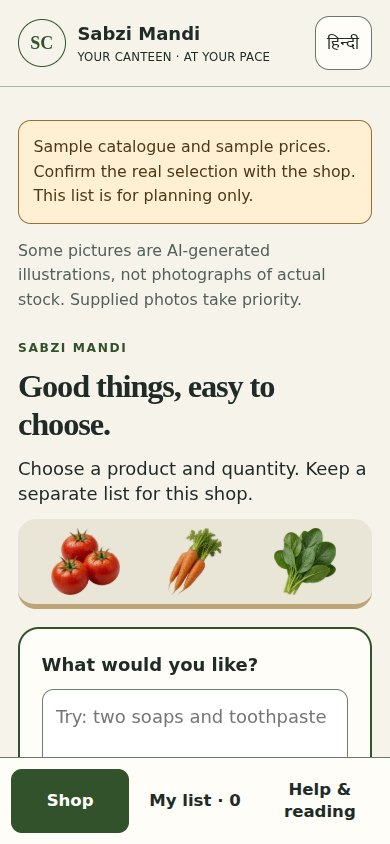 SC
Sabzi Mandi
YOUR CANTEEN · AT YOUR PACE
हिन्दी
Sample catalogue and sample prices.
Confirm the real selection with the shop.
This list is for planning only.
Some pictures are AI-generated
illustrations, not photographs of actual
stock. Supplied photos take priority.
SABZI MANDI
Good things, easy to
choose.
Choose a product and quantity. Keep a
separate list for this shop.
What would you like?
Try: two soaps and toothpaste
Shop
My list · 0
Help &
reading